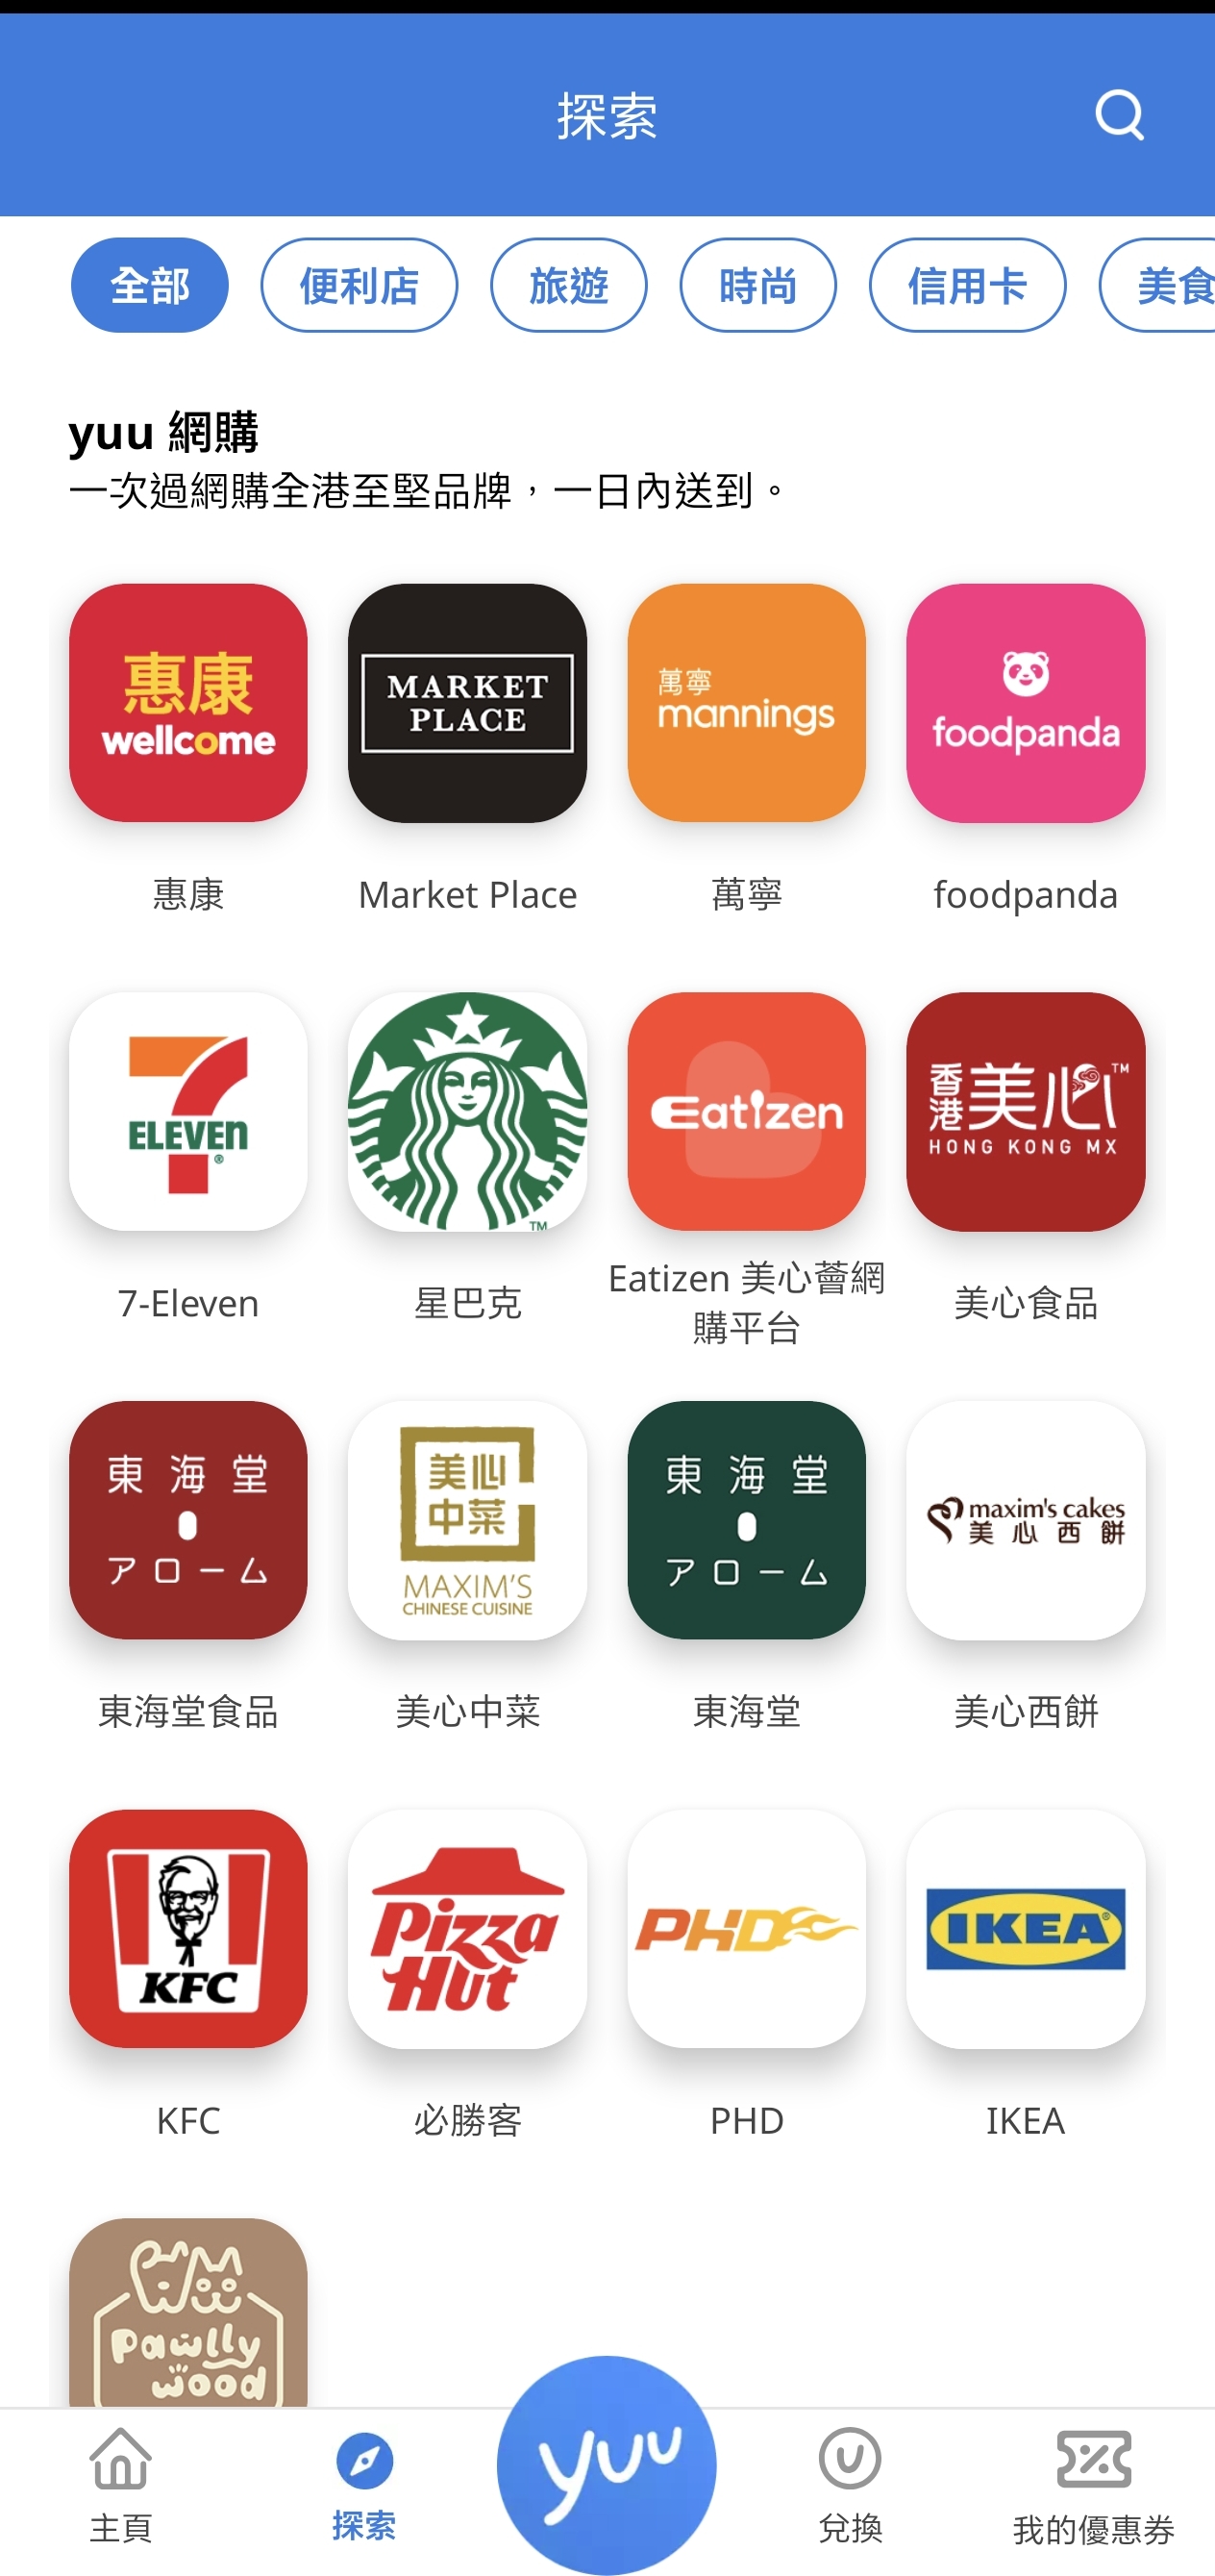 探索
全部 便利店 旅遊 時尚 信用卡 美食
yuu 網購
一次過網購全港至堅品牌，一日內送到。
惠康
wellcome
MARKET
PLACE
萬寧
mannings
foodpanda
惠康 Market Place 萬寧 foodpanda
7
ELEVEn
®
TM
Eatizen
香港美心™
HONG KONG MX
7-Eleven 星巴克 Eatizen 美心薈網
購平台 美心食品
東海堂
アローム
美心
中菜
MAXIM'S
CHINESE CUISINE
東海堂
アローム
maxim's cakes
美心西餅
東海堂食品 美心中菜 東海堂 美心西餅
KFC
Pizza
Hut
PHD
IKEA®
KFC 必勝客 PHD IKEA
Pawlly
wood
yuu
主頁 探索 兌換 我的優惠券